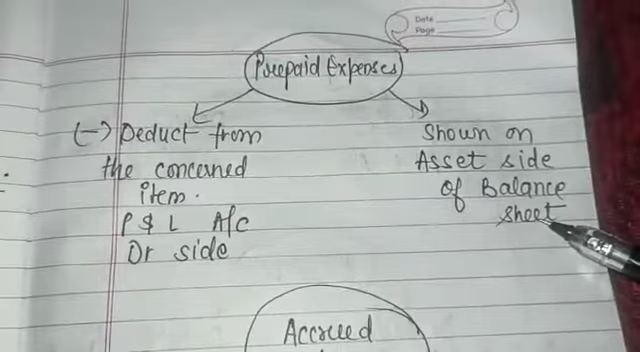 Date
Page
Prepaid Expenses
(-) Deduct from
the concerned
item.
P & L A/c
Dr side
Shown on
Asset side
of Balance
sheet
Accrued